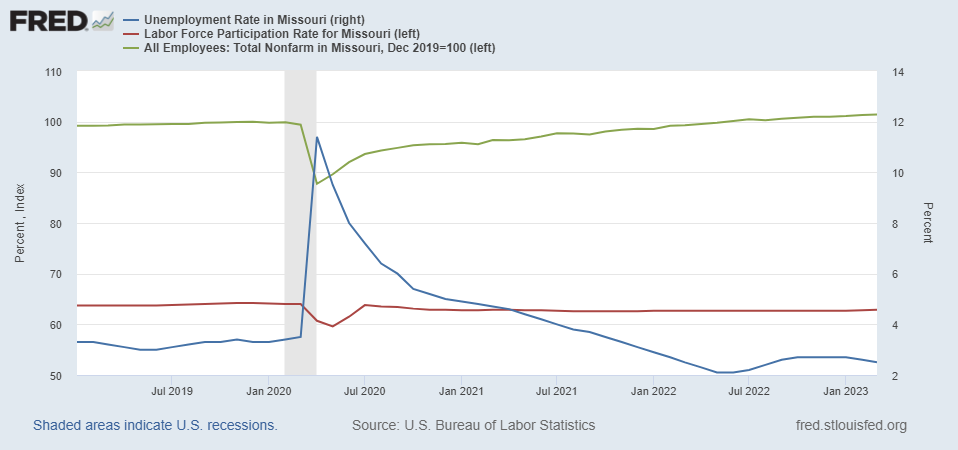 FRED
Unemployment Rate in Missouri (right)
Labor Force Participation Rate for Missouri (left)
All Employees: Total Nonfarm in Missouri, Dec 2019=100 (left)
110 14
100 12
90 10
80 8
70 6
60 4
50 2
Percent , Index
Percent
Jul 2019 Jan 2020 Jul 2020 Jan 2021 Jul 2021 Jan 2022 Jul 2022 Jan 2023
Shaded areas indicate U.S. recessions. Source: U.S. Bureau of Labor Statistics fred.stlouisfed.org